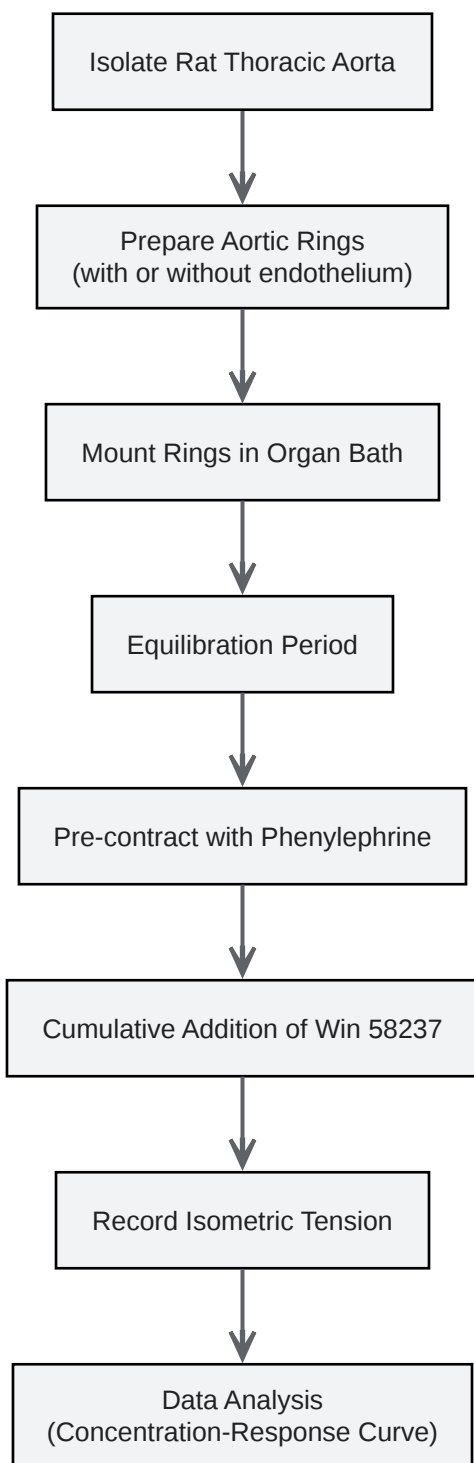 Isolate Rat Thoracic Aorta
Prepare Aortic Rings
(with or without endothelium)
Mount Rings in Organ Bath
Equilibration Period
Pre-contract with Phenylephrine
Cumulative Addition of Win 58237
Record Isometric Tension
Data Analysis
(Concentration-Response Curve)